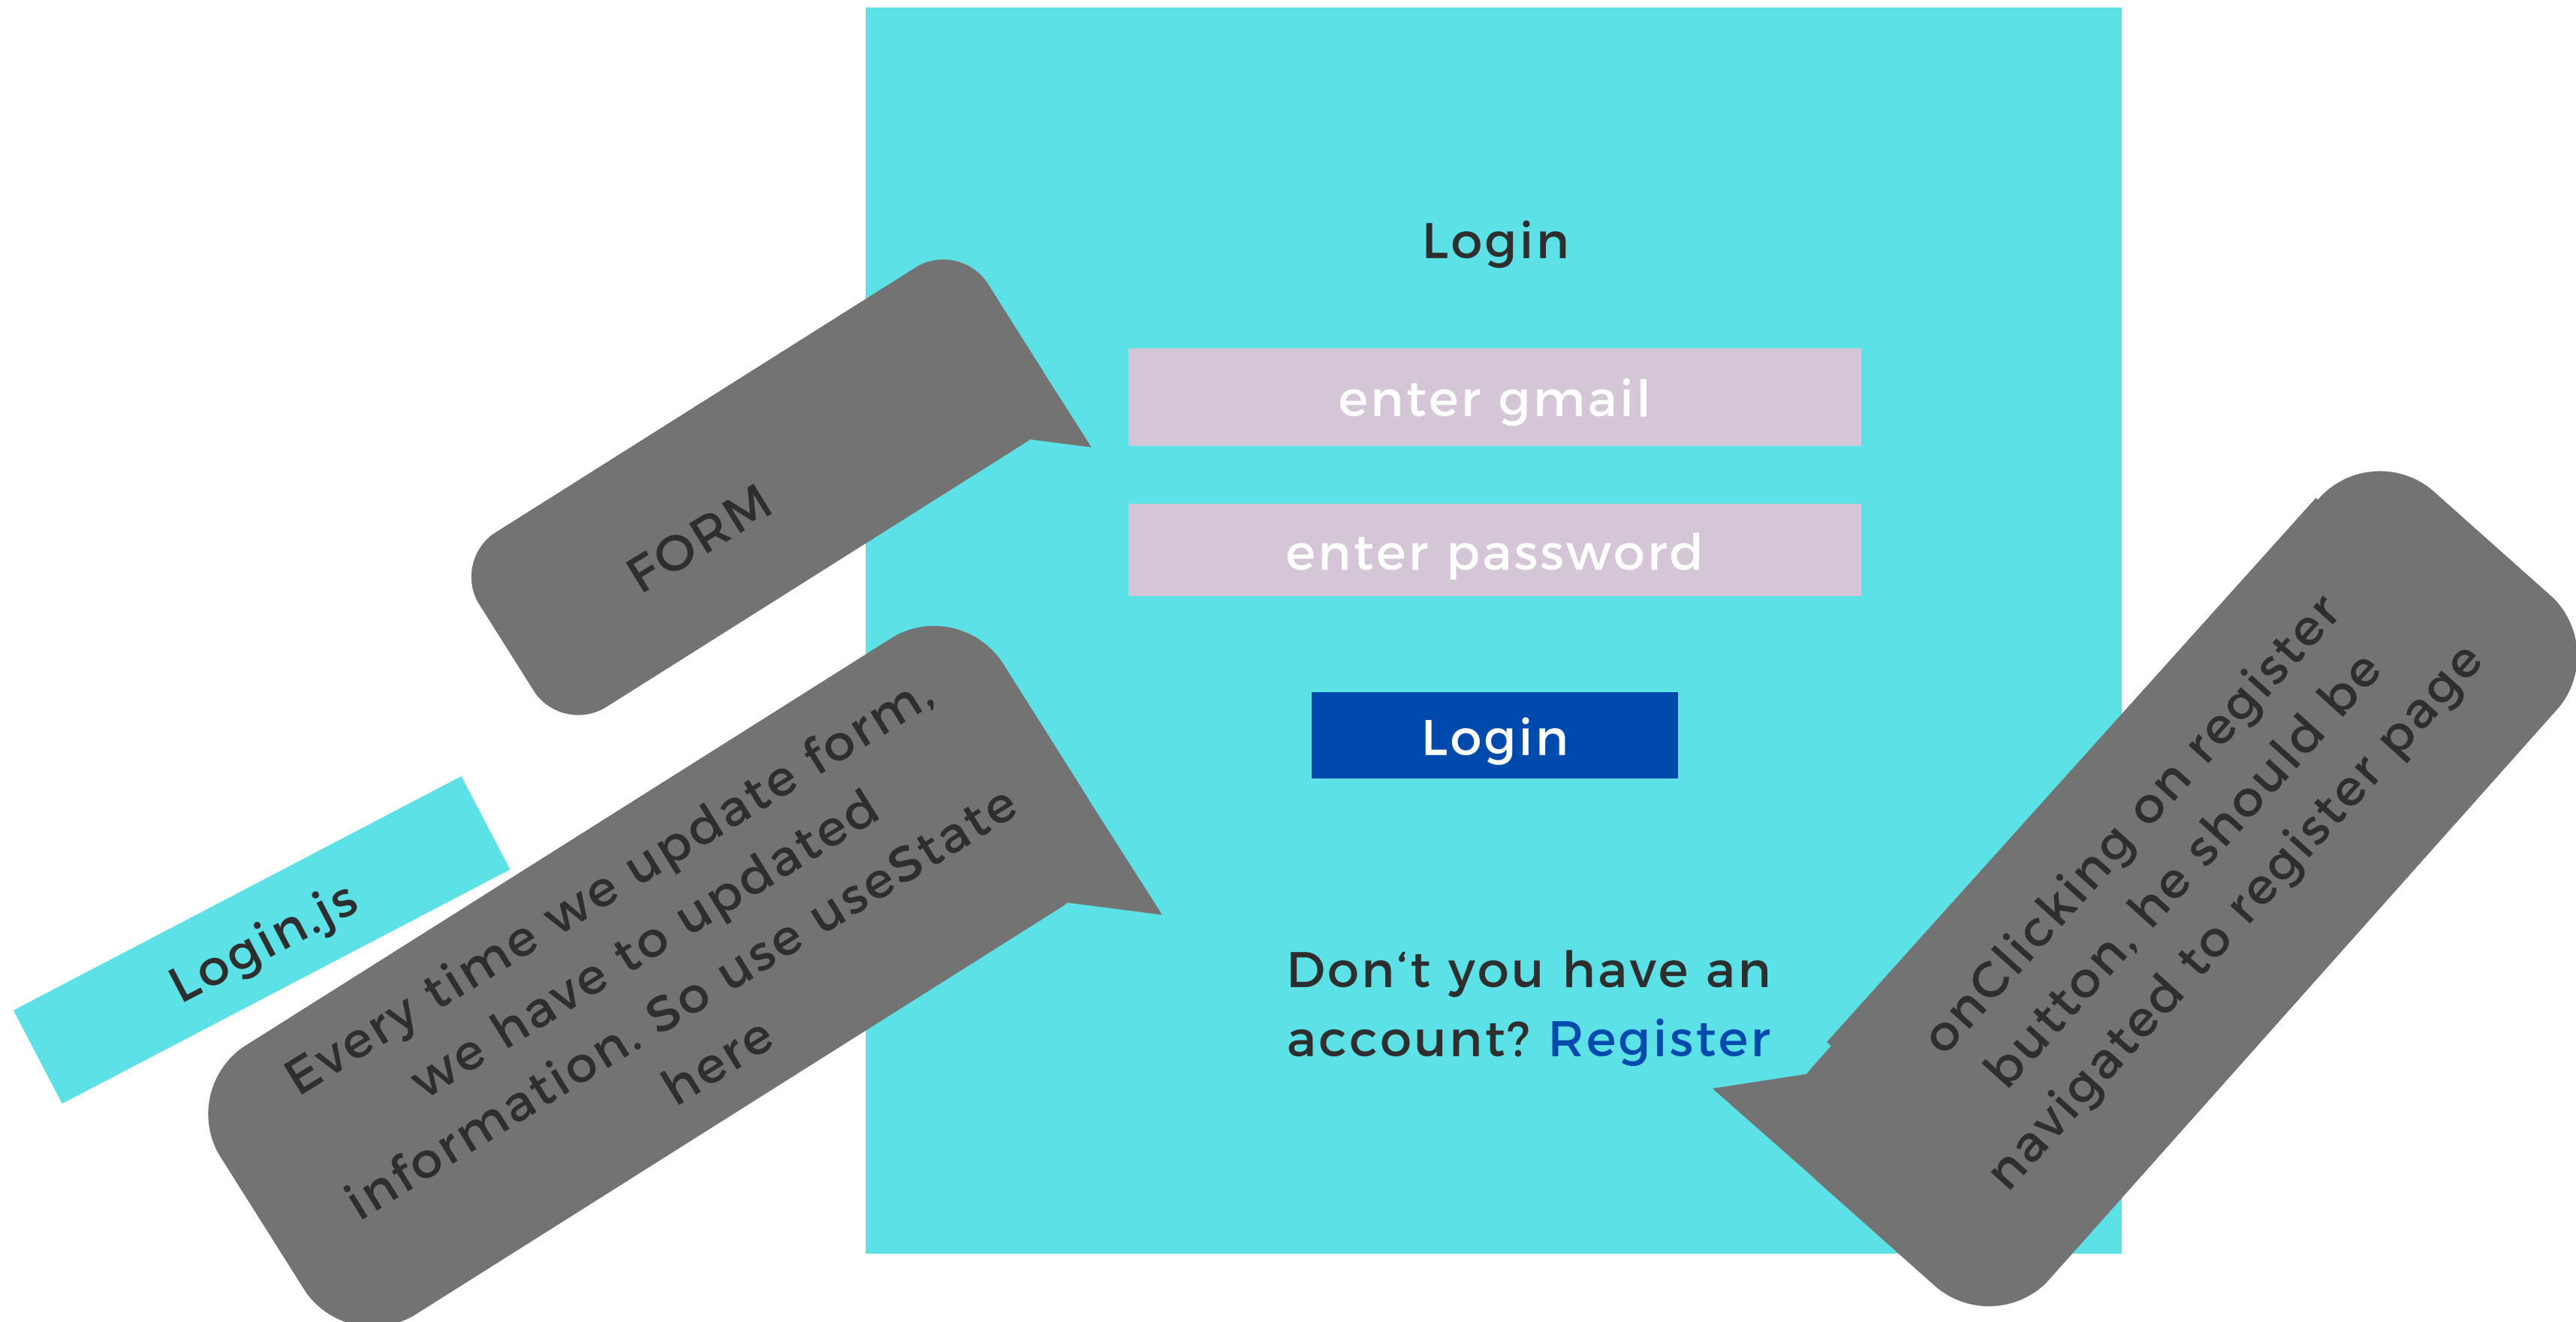 Login
enter gmail
enter password
Login
Don‘t you have an
account? Register
FORM
Every time we update form,
we have to updated
information. So use useState
here
Login.js
onClicking on register
button, he should be
navigated to register page